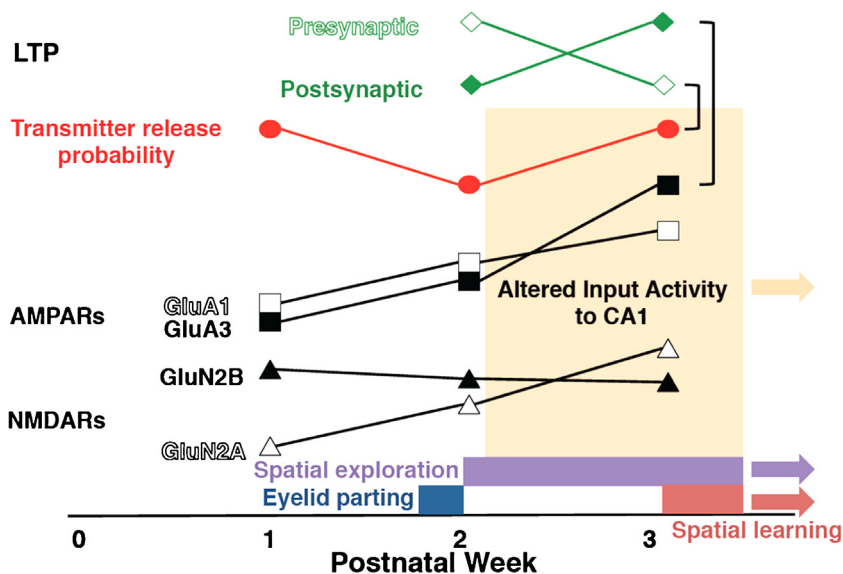 Presynaptic
LTP
Postsynaptic
Transmitter release
probability
Altered Input Activity
to CA1
GluA1
AMPARs
GluA3
GluN2B
NMDARs
GluN2A
Spatial exploration
Eyelid parting
Spatial learning
0 1 2 3
Postnatal Week